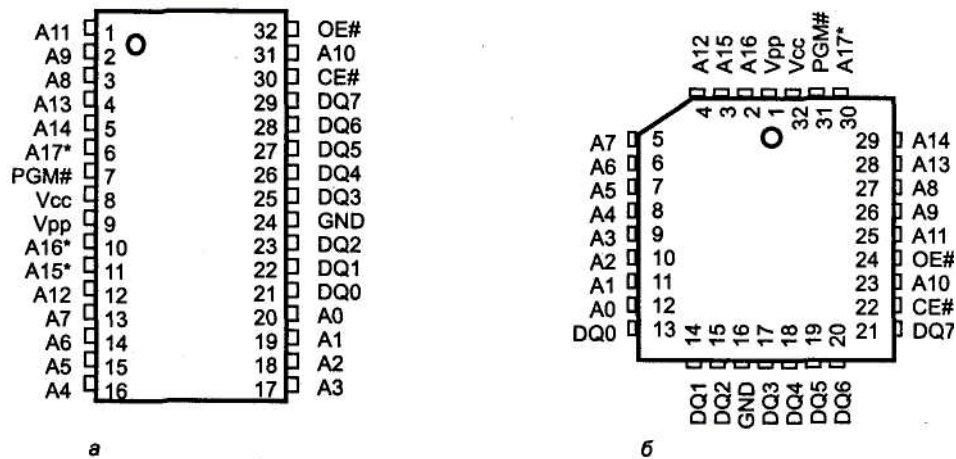 A11 1 32 OE#
A9 2 31 A10
A8 3 30 CE#
A13 4 29 DQ7
A14 5 28 DQ6
A17* 6 27 DQ5
PGM# 7 26 DQ4
Vcc 8 25 DQ3
Vpp 9 24 GND
A16* 10 23 DQ2
A15* 11 22 DQ1
A12 12 21 DQ0
A7 13 20 A0
A6 14 19 A1
A5 15 18 A2
A4 16 17 A3
а
A12 A15 A16 Vpp Vcc PGM# A17*
4 3 2 1 32 31 30
A7 5 29 A14
A6 6 28 A13
A5 7 27 A8
A4 8 26 A9
A3 9 25 A11
A2 10 24 OE#
A1 11 23 A10
A0 12 22 CE#
DQ0 13 21 DQ7
14 15 16 17 18 19 20
DQ1 DQ2 GND DQ3 DQ4 DQ5 DQ6
б